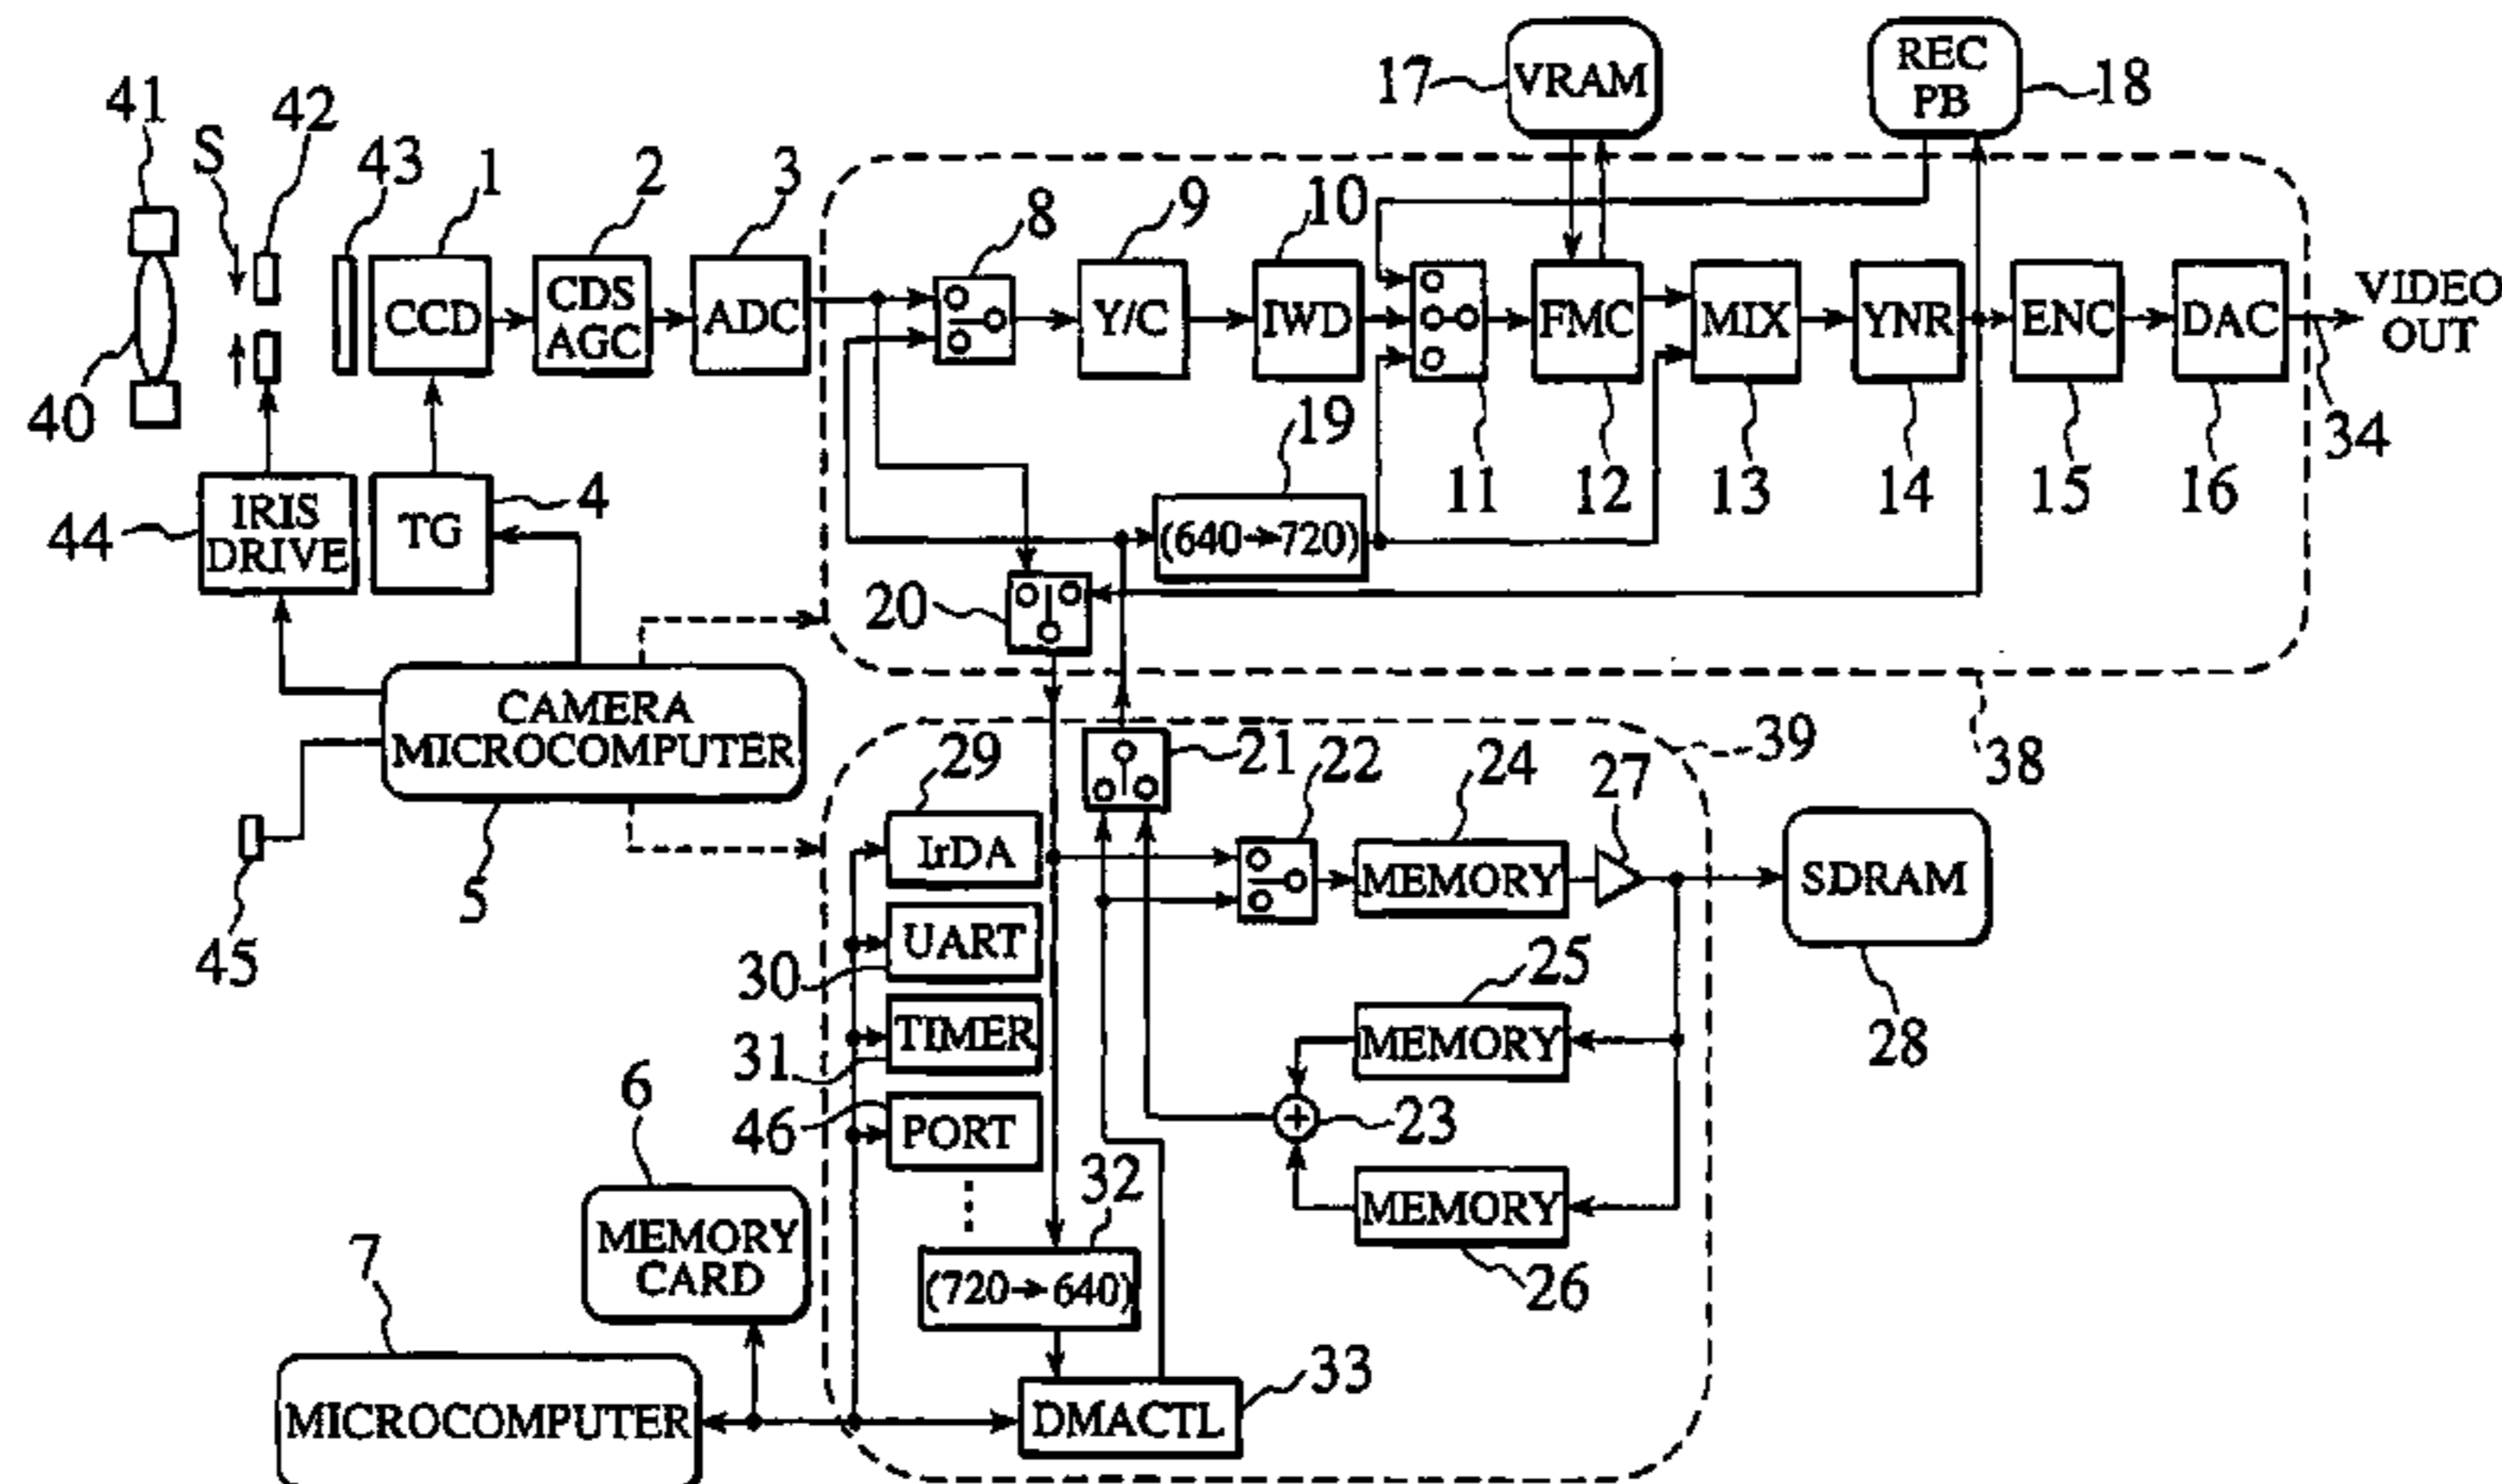 17
VRAM
REC
PB
18
41
S
42
43
1
2
3
8
9
10
CCD
CDS
AGC
ADC
Y/C
IWD
FMC
MIX
YNR
ENC
DAC
VIDEO
OUT
40
19
11
12
13
14
15
16
34
44
IRIS
DRIVE
TG
4
(640→720)
20
CAMERA
MICROCOMPUTER
5
45
38
39
29
21
22
24
27
IrDA
MEMORY
SDRAM
28
UART
30
25
TIMER
31
MEMORY
PORT
46
23
6
32
MEMORY
26
MEMORY
CARD
(720→640)
7
33
MICROCOMPUTER
DMACTL